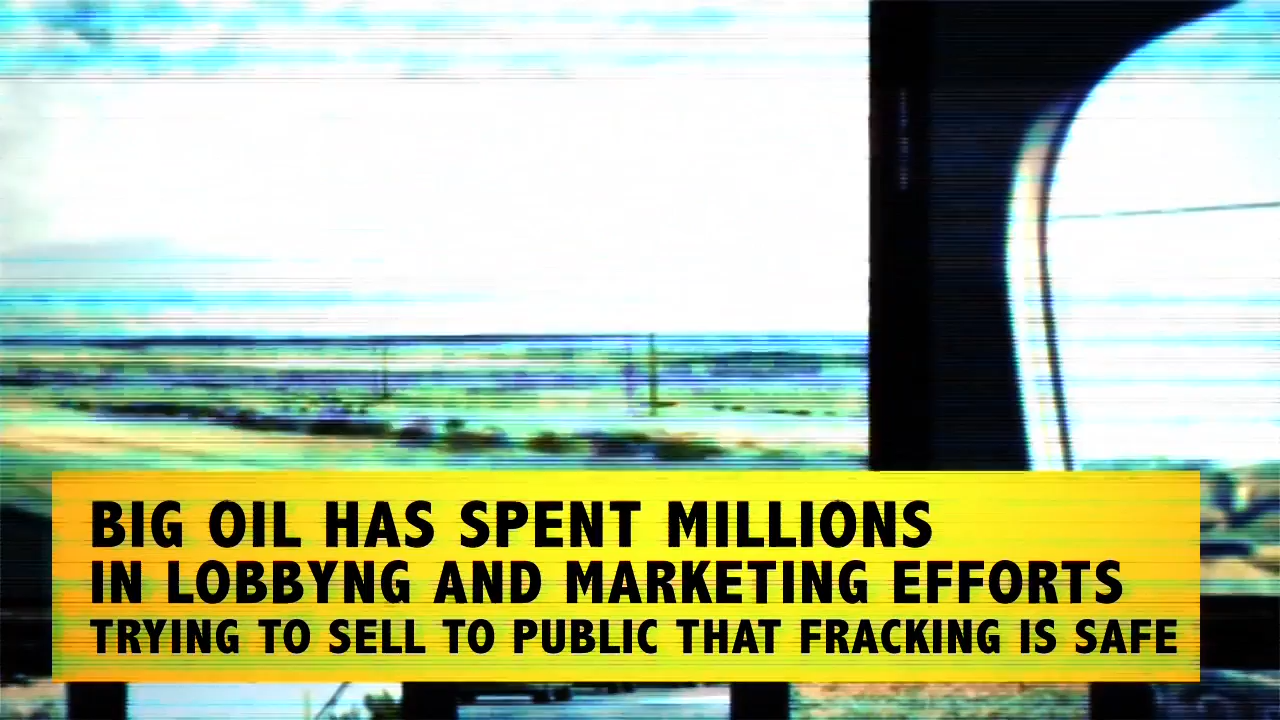 BIG OIL HAS SPENT MILLIONS
IN LOBBYNG AND MARKETING EFFORTS
TRYING TO SELL TO PUBLIC THAT FRACKING IS SAFE